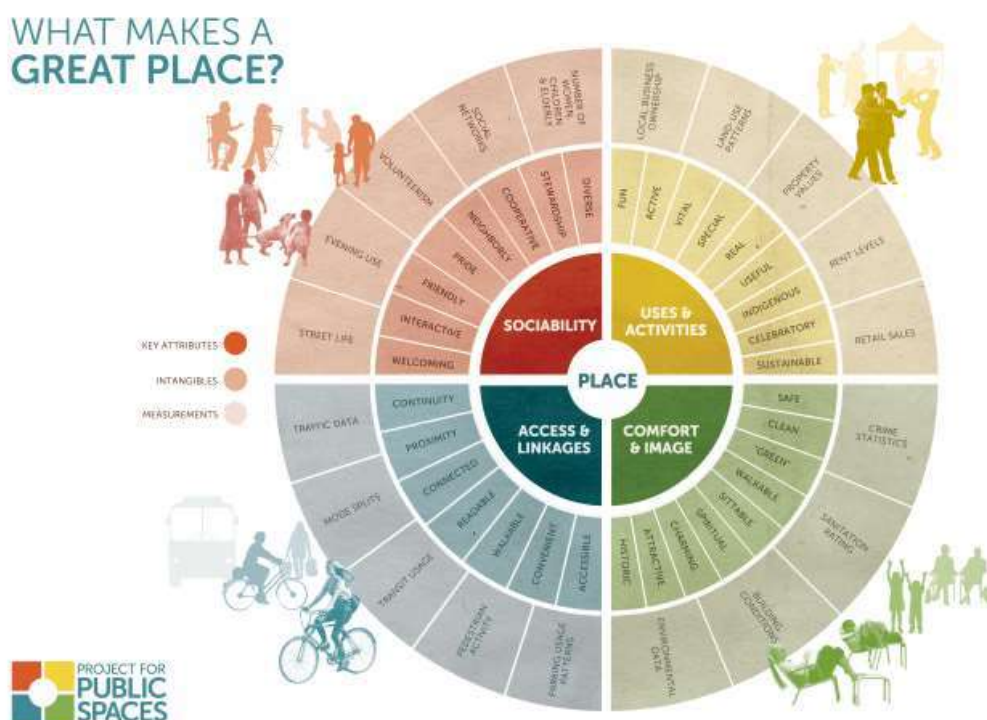 WHAT MAKES A
GREAT PLACE?
NUMBER OF
WOMEN,
CHILDREN
& ELDERLY
SOCIAL
NETWORKS
VOLUNTEERISM
EVENING USE
STREET LIFE
LOCAL BUSINESS
OWNERSHIP
LAND-USE
PATTERNS
PROPERTY
VALUES
RENT LEVELS
RETAIL SALES
DIVERSE
STEWARDSHIP
COOPERATIVE
NEIGHBORLY
PRIDE
FRIENDLY
INTERACTIVE
WELCOMING
FUN
ACTIVE
VITAL
SPECIAL
REAL
USEFUL
INDIGENOUS
CELEBRATORY
SUSTAINABLE
SOCIABILITY
USES &
ACTIVITIES
PLACE
ACCESS &
LINKAGES
COMFORT
& IMAGE
KEY ATTRIBUTES
INTANGIBLES
MEASUREMENTS
CONTINUITY
PROXIMITY
CONNECTED
READABLE
WALKABLE
CONVENIENT
ACCESSIBLE
SAFE
CLEAN
"GREEN"
WALKABLE
SITTABLE
SPIRITUAL
CHARMING
ATTRACTIVE
HISTORIC
TRAFFIC DATA
MODE SPLITS
TRANSIT USAGE
PEDESTRIAN
ACTIVITY
PARKING USAGE
PATTERNS
CRIME
STATISTICS
SANITATION
RATING
BUILDING
CONDITIONS
ENVIRONMENTAL
DATA
PROJECT FOR
PUBLIC
SPACES